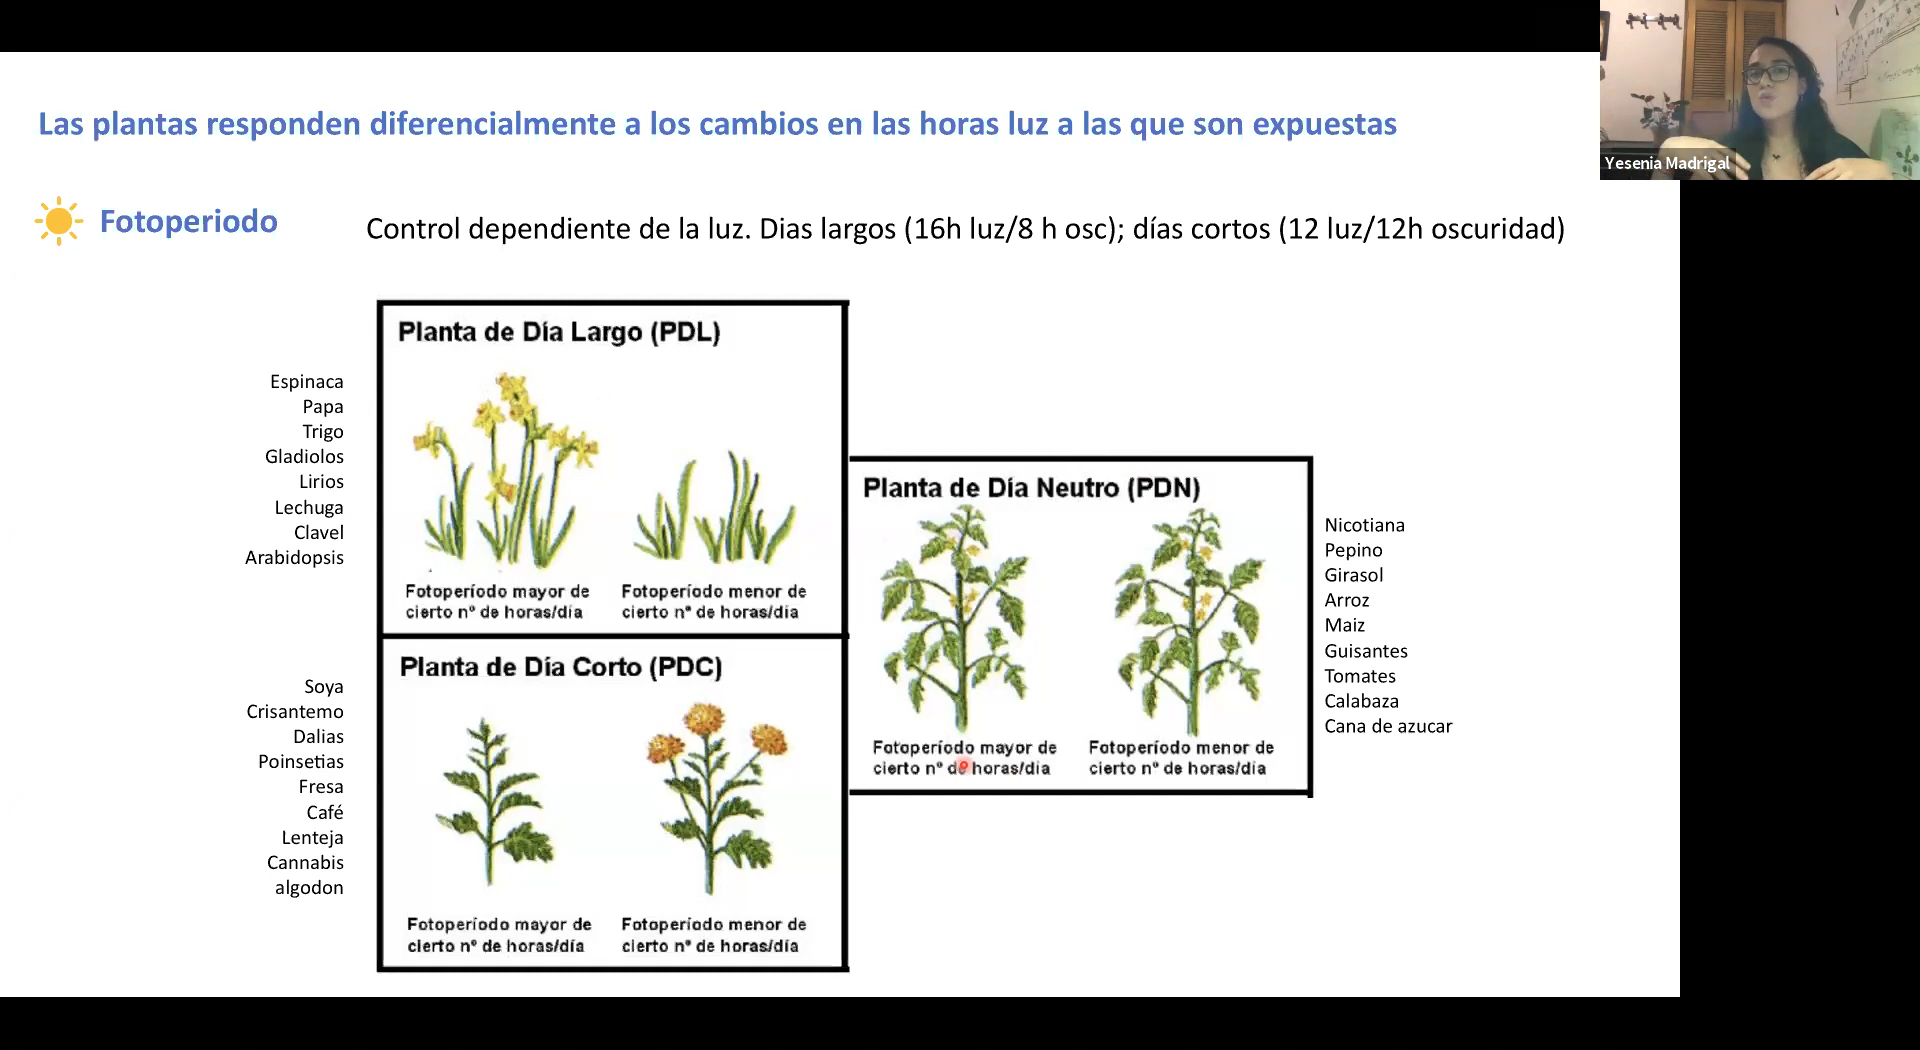 Las plantas responden diferencialmente a los cambios en las horas luz a las que son expuestas
Yesenia Madrigal
Fotoperiodo
Control dependiente de la luz. Dias largos (16h luz/8 h osc); días cortos (12 luz/12h oscuridad)
Planta de Día Largo (PDL)
Espinaca
Papa
Trigo
Gladiolos
Lirios
Lechuga
Clavel
Arabidopsis
Fotoperíodo mayor de
cierto nº de horas/día
Fotoperíodo menor de
cierto nº de horas/día
Planta de Día Corto (PDC)
Soya
Crisantemo
Dalias
Poinsetias
Fresa
Café
Lenteja
Cannabis
algodon
Fotoperíodo mayor de
cierto nº de horas/día
Fotoperíodo menor de
cierto nº de horas/día
Planta de Día Neutro (PDN)
Fotoperíodo mayor de
cierto nº de horas/día
Fotoperíodo menor de
cierto nº de horas/día
Nicotiana
Pepino
Girasol
Arroz
Maiz
Guisantes
Tomates
Calabaza
Cana de azucar